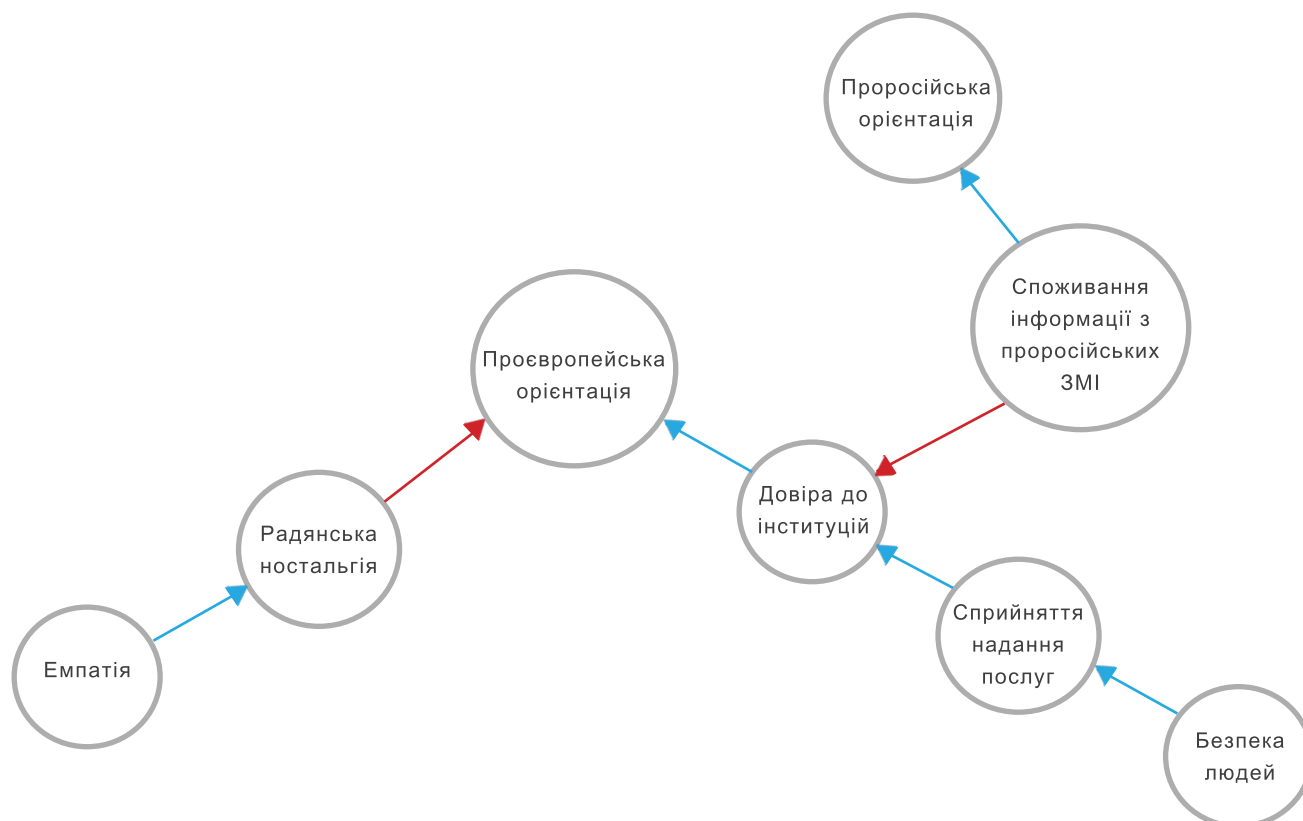 Проросійська
орієнтація
Споживання
інформації з
проросійських
ЗМІ
Проєвропейська
орієнтація
Довіра до
інституцій
Радянська
ностальгія
Сприйняття
надання
послуг
Емпатія
Безпека
людей